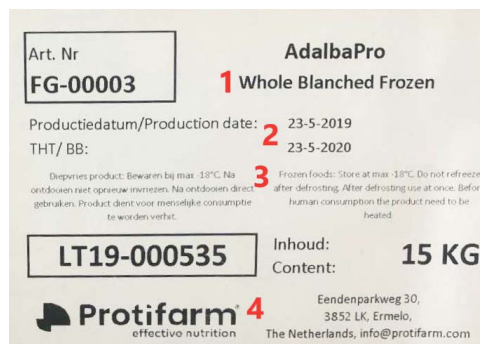 Art. Nr
FG-00003
AdalbaPro
1 Whole Blanched Frozen
Productiedatum/Production date: 2 23-5-2019
THT/ BB: 23-5-2020
Diepvries product: Bewaren bij max -18°C. Na
ontdooien niet opnieuw invriezen. Na ontdooien direct
gebruiken. Product dient voor menselijke consumptie
te worden verhit.
3
Frozen foods: Store at max -18°C. Do not refreeze
after defrosting. After defrosting use at once. Befor
human consumption the product need to be
heated
LT19-000535
Inhoud:
Content:
15 KG
Protifarm 4
effective nutrition
Eendenparkweg 30,
3852 LK, Ermelo,
The Netherlands, info@protifarm.com